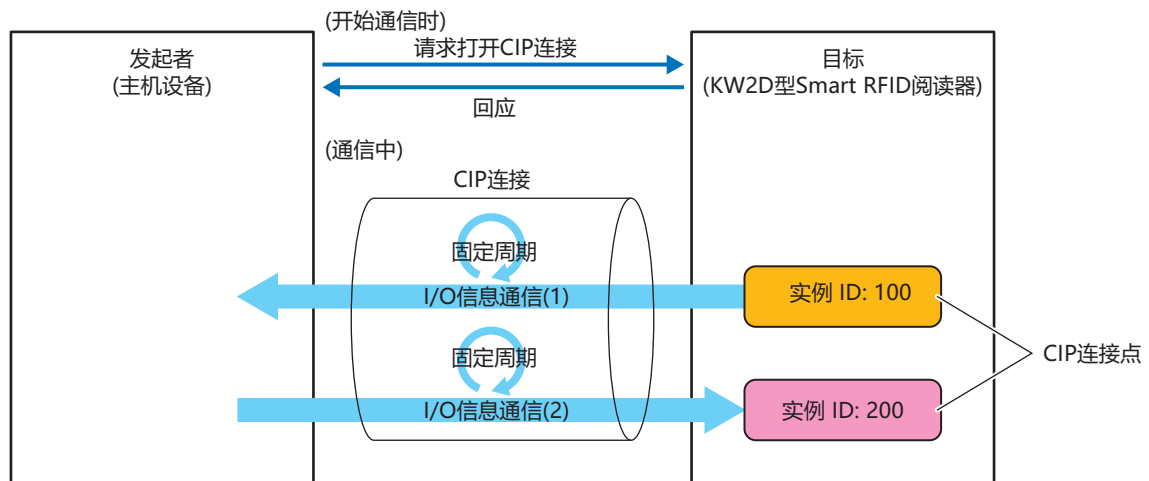 (开始通信时)
请求打开CIP连接
发起者
(主机设备)
目标
(KW2D型Smart RFID阅读器)
回应
(通信中)
CIP连接
固定周期
I/O信息通信(1)
实例 ID: 100
固定周期
CIP连接点
I/O信息通信(2)
实例 ID: 200